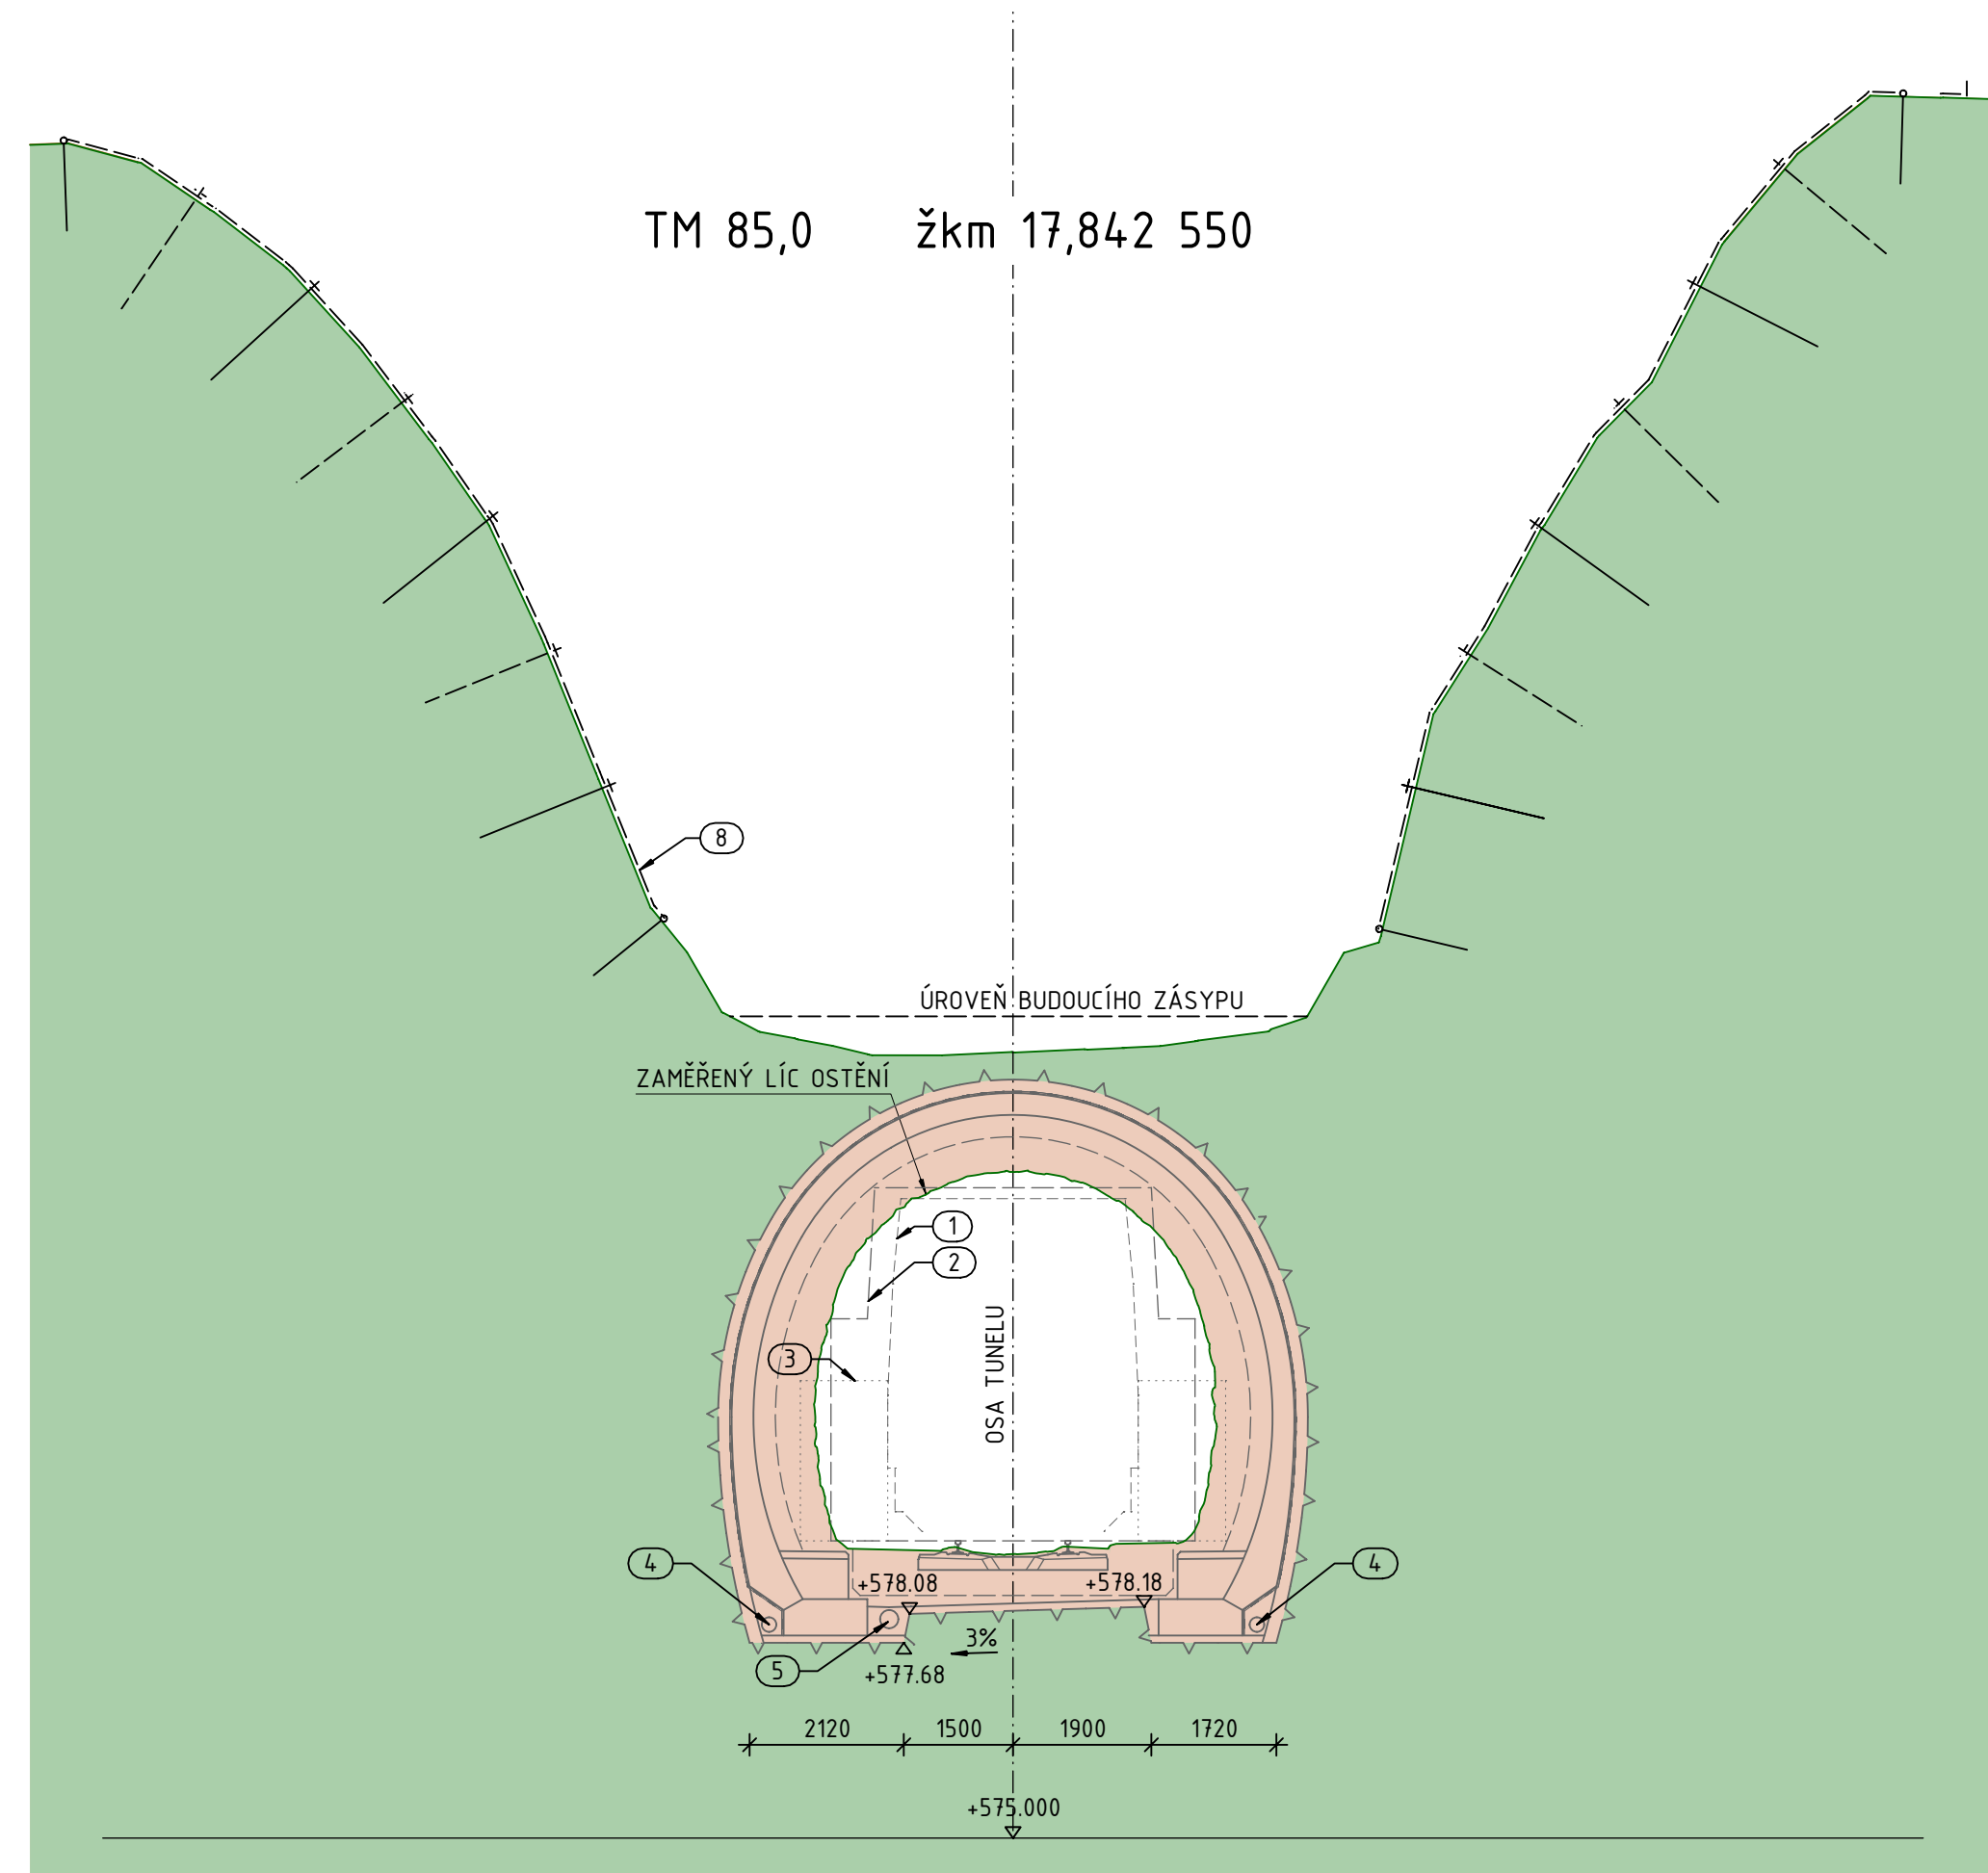 TM 85,0 žkm 17,842 550
8
ÚROVEŇ BUDOUCÍHO ZÁSYPU
ZAMĚŘENÝ LÍC OSTĚNÍ
1
2
3
OSA TUNELU
4
+578.08
+578.18
4
5
3%
+577.68
2120 1500 1900 1720
+575.000